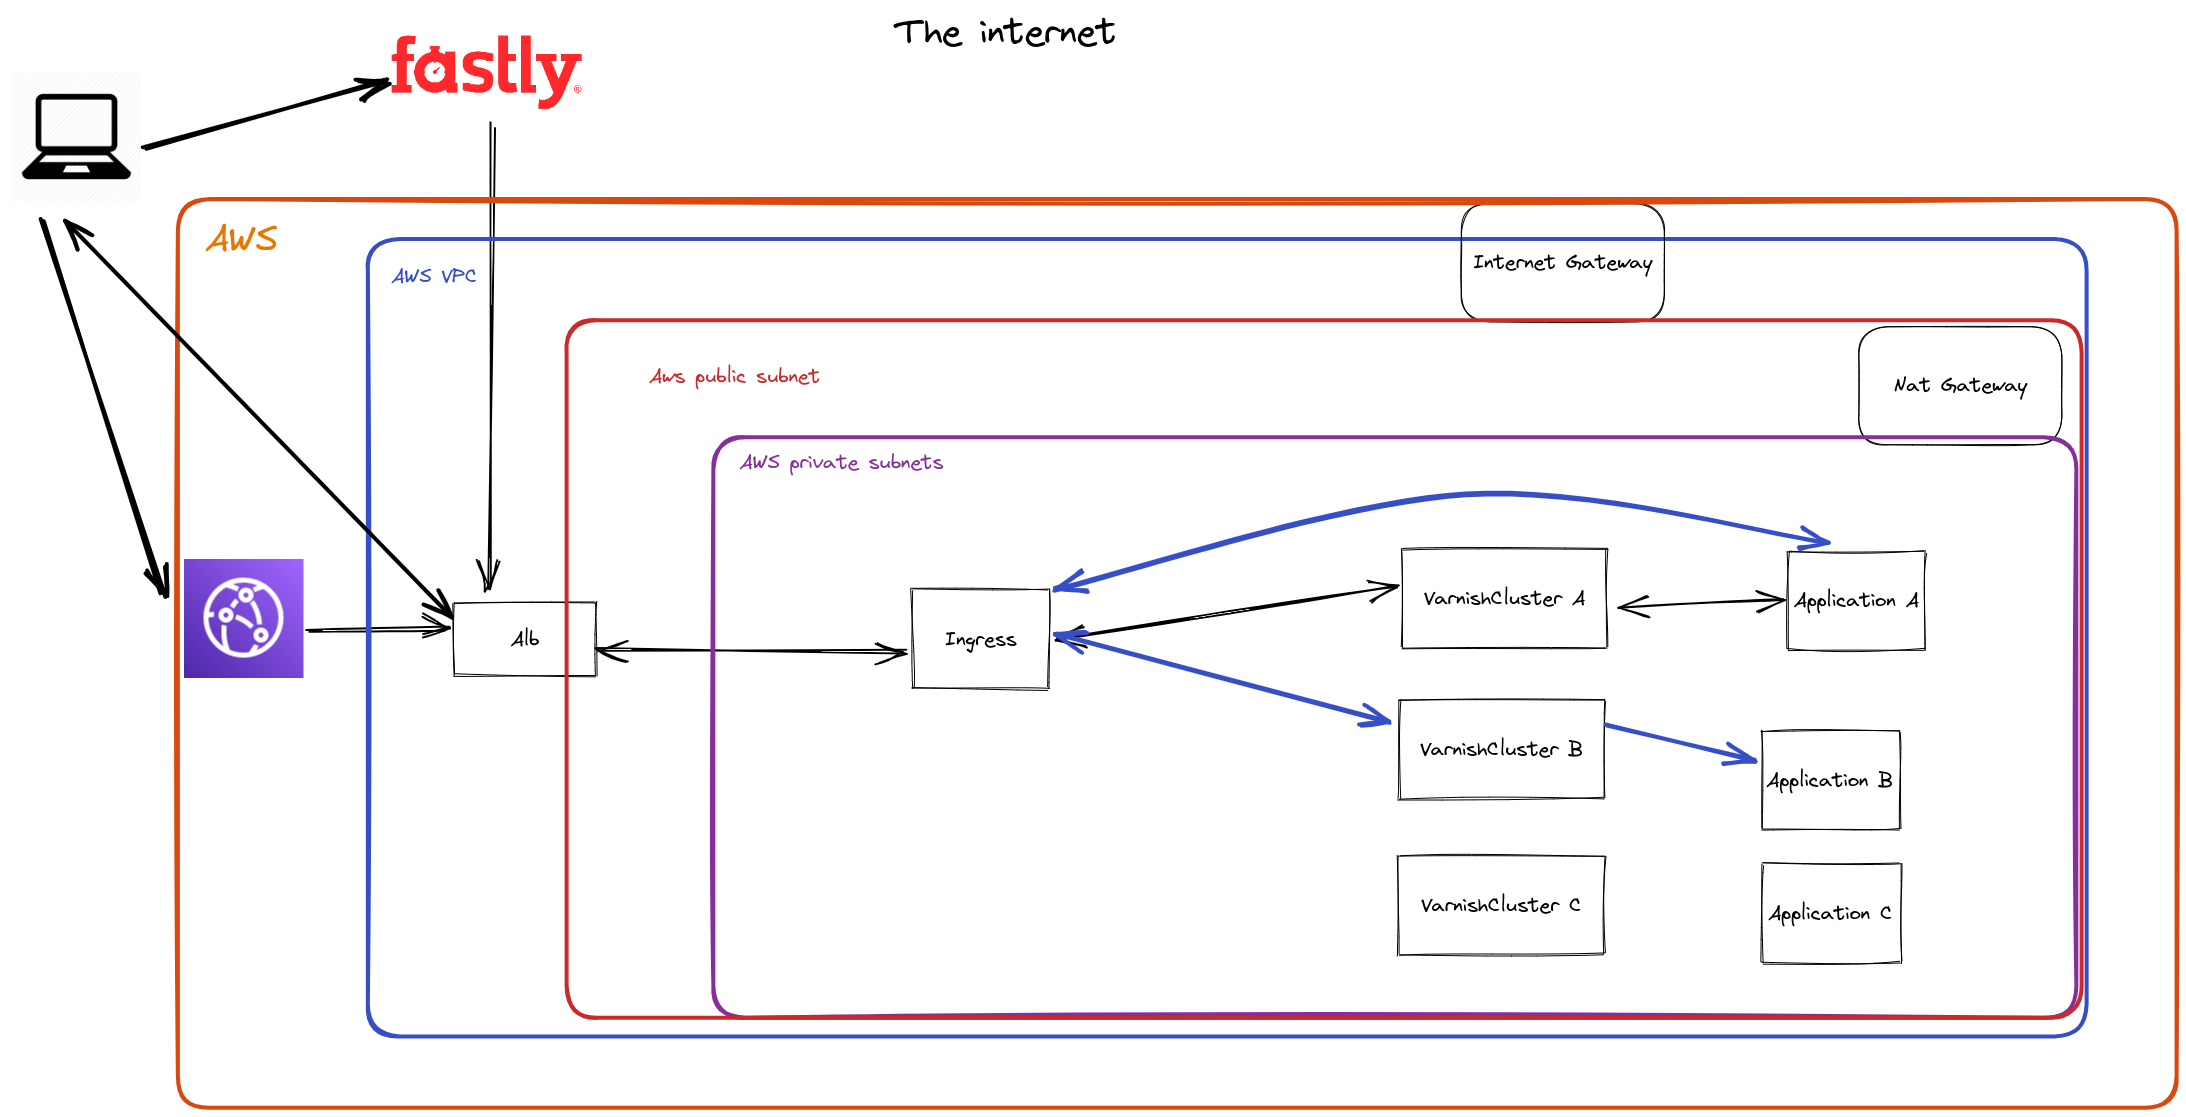 The internet
fastly®
AWS
AWS VPC
Internet Gateway
Aws public subnet
Nat Gateway
AWS private subnets
Alb
Ingress
VarnishCluster A
Application A
VarnishCluster B
Application B
VarnishCluster C
Application C